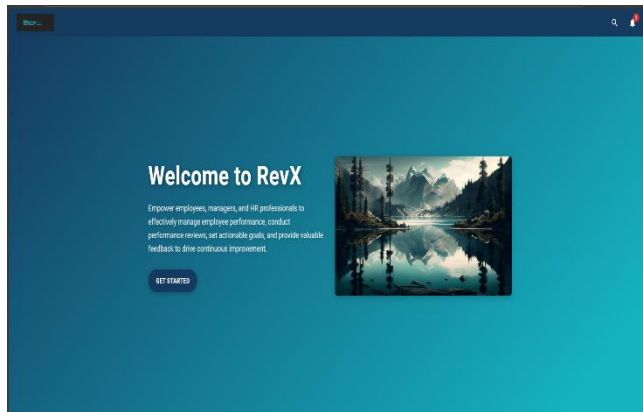 Welcome to RevX
Empower employees, managers, and HR professionals to
effectively manage employee performance, conduct
performance reviews, set actionable goals, and provide valuable
feedback to drive continuous improvement.
GET STARTED